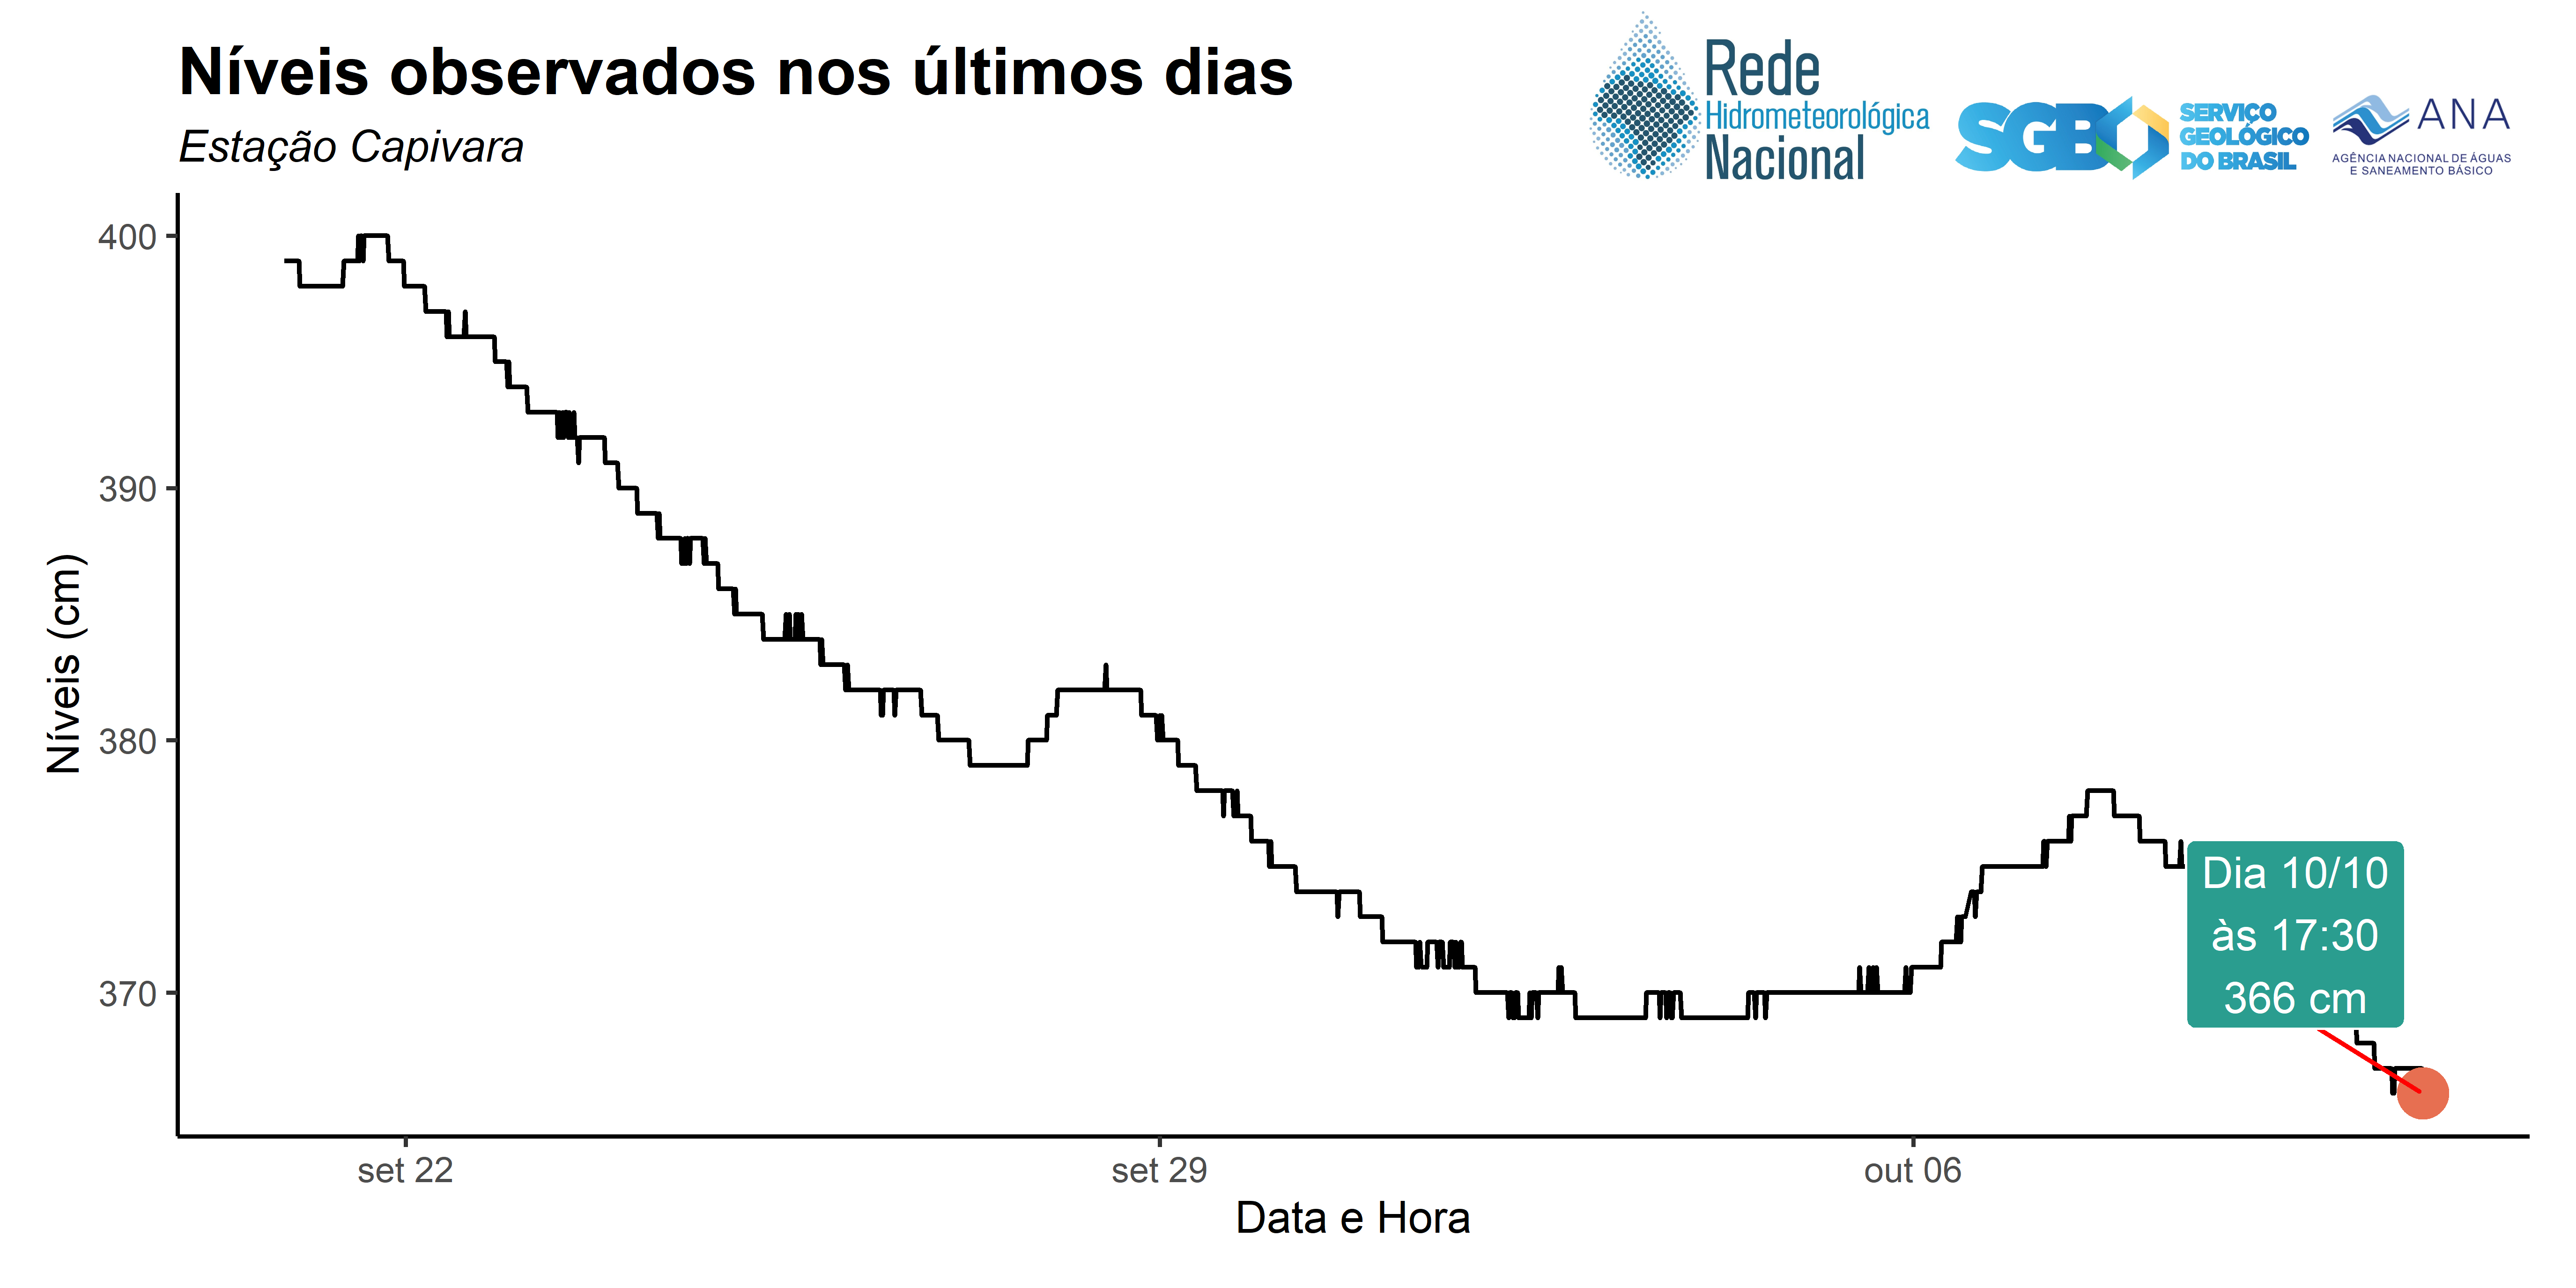 Níveis observados nos últimos dias
Estação Capivara
Rede
Hidrometeorológica
Nacional
SGB
SERVIÇO
GEOLÓGICO
DO BRASIL
ANA
AGÊNCIA NACIONAL DE ÁGUAS
E SANEAMENTO BÁSICO
400
390
380
370
Níveis (cm)
Dia 10/10
às 17:30
366 cm
set 22
set 29
out 06
Data e Hora